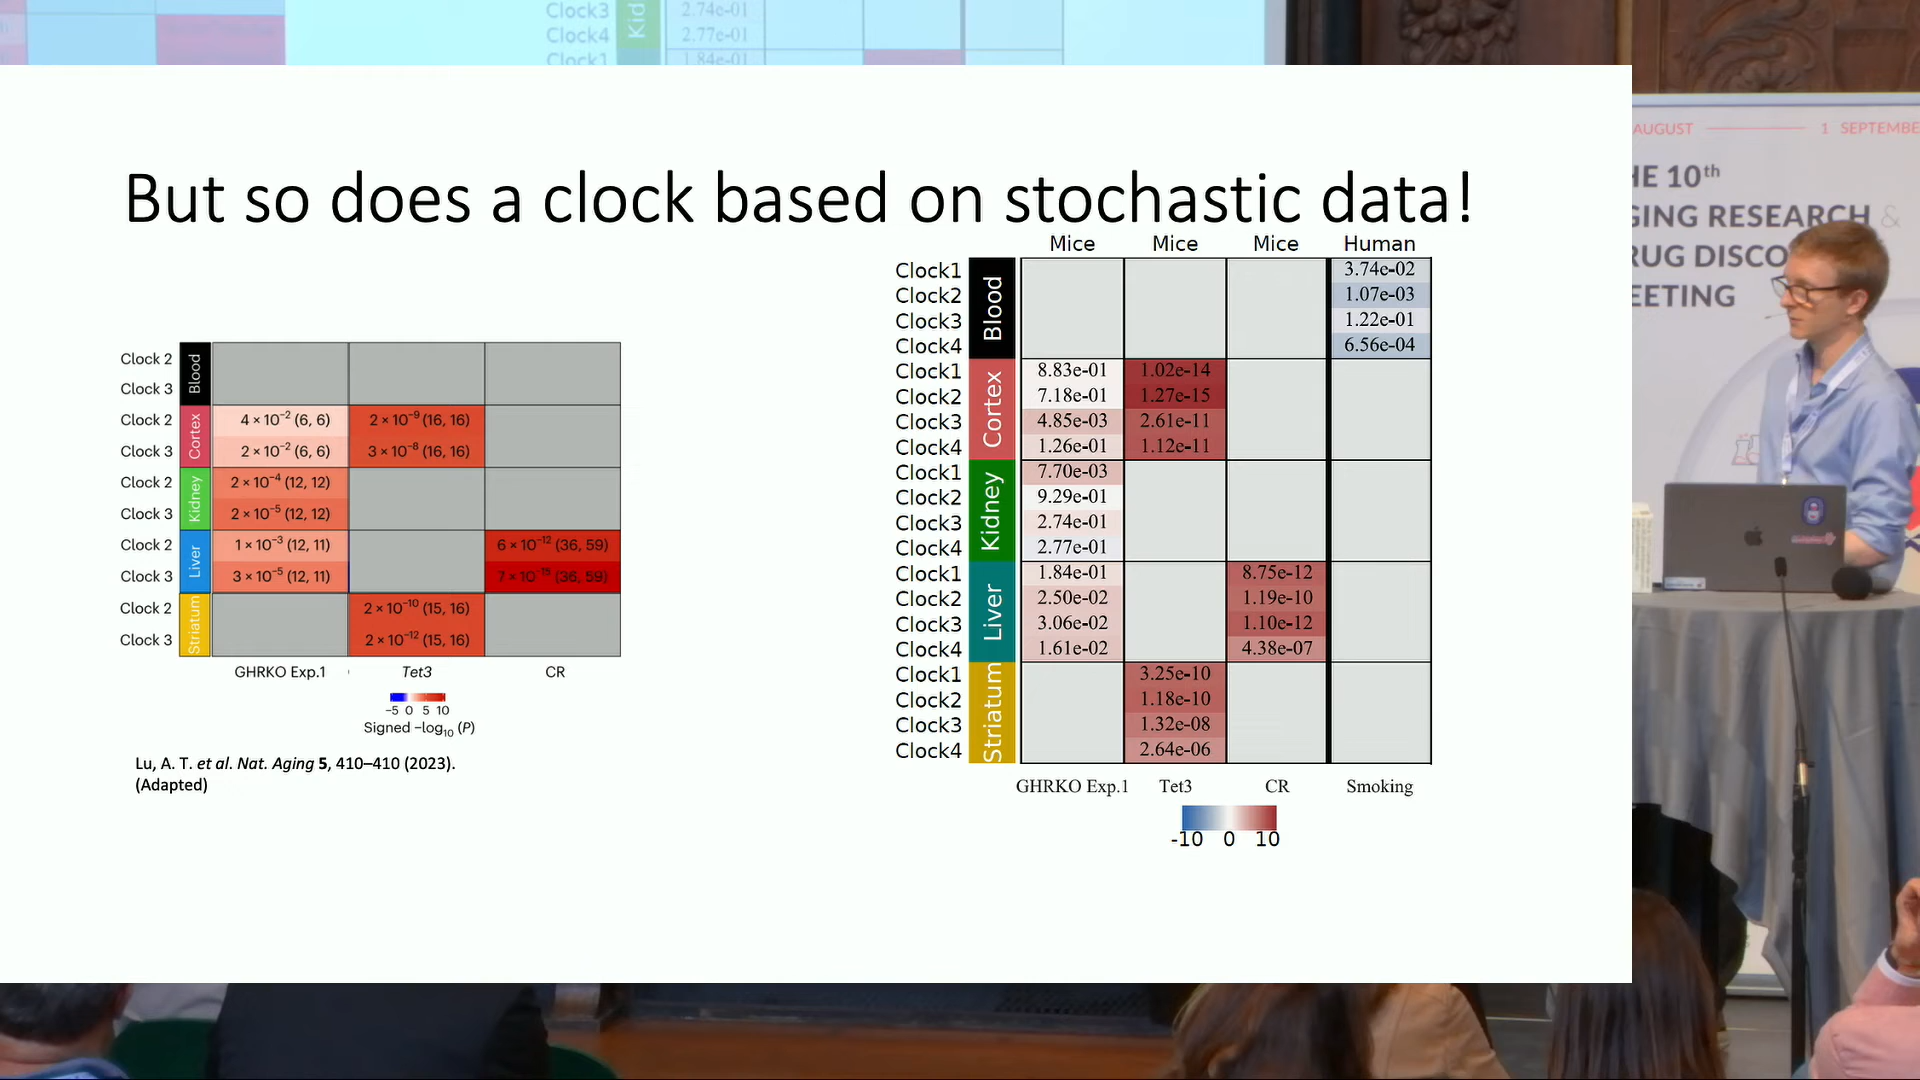 Clock3
Kid
2.74e-01
Clock4
2.77e-01
Clock1
1.84e-01
But so does a clock based on stochastic data!
Clock 2
Clock 3
Blood
Clock 2
Cortex
4 × 10⁻² (6, 6)
2 × 10⁻⁹ (16, 16)
Clock 3
2 × 10⁻² (6, 6)
3 × 10⁻⁸ (16, 16)
Clock 2
Kidney
2 × 10⁻⁴ (12, 12)
Clock 3
2 × 10⁻⁵ (12, 12)
Clock 2
Liver
1 × 10⁻³ (12, 11)
6 × 10⁻¹² (36, 59)
Clock 3
3 × 10⁻⁵ (12, 11)
7 × 10⁻¹⁵ (36, 59)
Clock 2
Striatum
2 × 10⁻¹⁰ (15, 16)
Clock 3
2 × 10⁻¹² (15, 16)
GHRKO Exp.1 Tet3 CR
−5 0 5 10
Signed −log₁₀ (P)
Lu, A. T. et al. Nat. Aging 5, 410–410 (2023).
(Adapted)
Mice Mice Mice Human
Blood
Clock1 3.74e-02
Clock2 1.07e-03
Clock3 1.22e-01
Clock4 6.56e-04
Cortex
Clock1 8.83e-01 1.02e-14
Clock2 7.18e-01 1.27e-15
Clock3 4.85e-03 2.61e-11
Clock4 1.26e-01 1.12e-11
Kidney
Clock1 7.70e-03
Clock2 9.29e-01
Clock3 2.74e-01
Clock4 2.77e-01
Liver
Clock1 1.84e-01 8.75e-12
Clock2 2.50e-02 1.19e-10
Clock3 3.06e-02 1.10e-12
Clock4 1.61e-02 4.38e-07
Striatum
Clock1 3.25e-10
Clock2 1.18e-10
Clock3 1.32e-08
Clock4 2.64e-06
GHRKO Exp.1 Tet3 CR Smoking
-10 0 10
AUGUST 1 SEPTEMBE
HE 10th
GING RESEARCH &
RUG DISCO
EETING